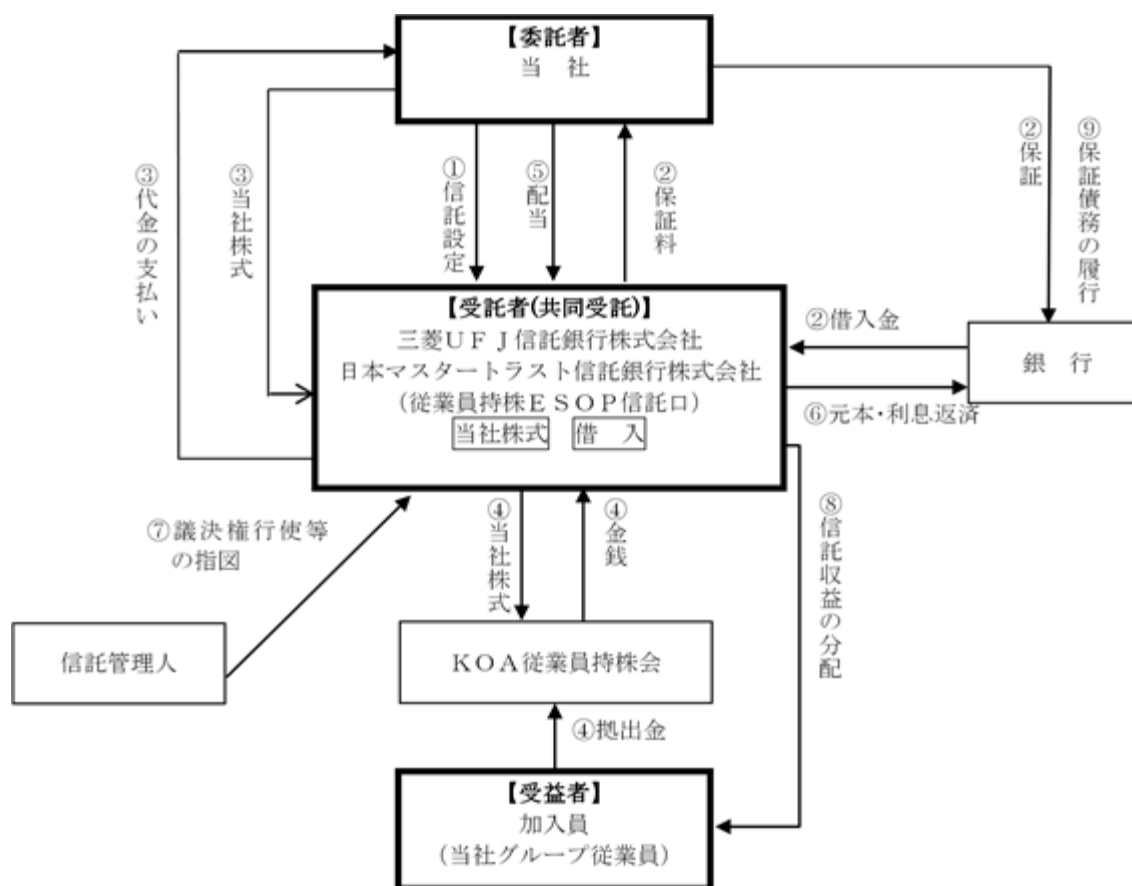 【委託者】
当 社
③代金の支払い
③当社株式
①信託設定
⑤配当
②保証料
②保証
⑨保証債務の履行
【受託者(共同受託)】
三菱UFJ信託銀行株式会社
日本マスタートラスト信託銀行株式会社
(従業員持株ESOP信託口)
当社株式 借 入
②借入金
銀 行
⑥元本・利息返済
⑦議決権行使等
の指図
④当社株式
④金銭
⑧信託収益の分配
信託管理人
KOA従業員持株会
④拠出金
【受益者】
加入員
(当社グループ従業員)